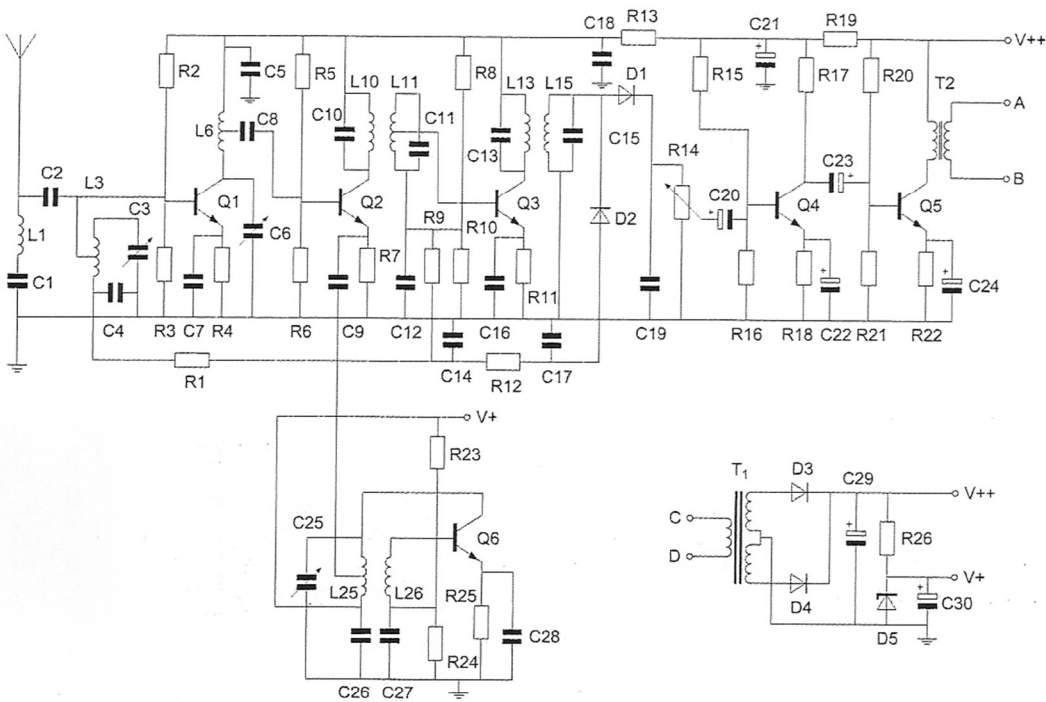 C18 R13 C21 R19
V++
R2 C5 R5 L10 L11 R8 L13 L15 D1 R15 R17 R20 T2
L6 C8 C10 C11 C13 C15 A
R14 C23
C2 L3 C3 Q1 C6 Q2 R9 R10 Q3 D2 C20 Q4 Q5 B
L1 R7
C1 R11 C24
C4 R3 C7 R4 R6 C9 C12 C16 C19 R16 R18 C22 R21 R22
R1 C14 R12 C17
V+
R23
T1 D3 C29 V++
C25 Q6 C
D R26
L25 L26 R25 D4 V+
C30
R24 C28 D5
C26 C27